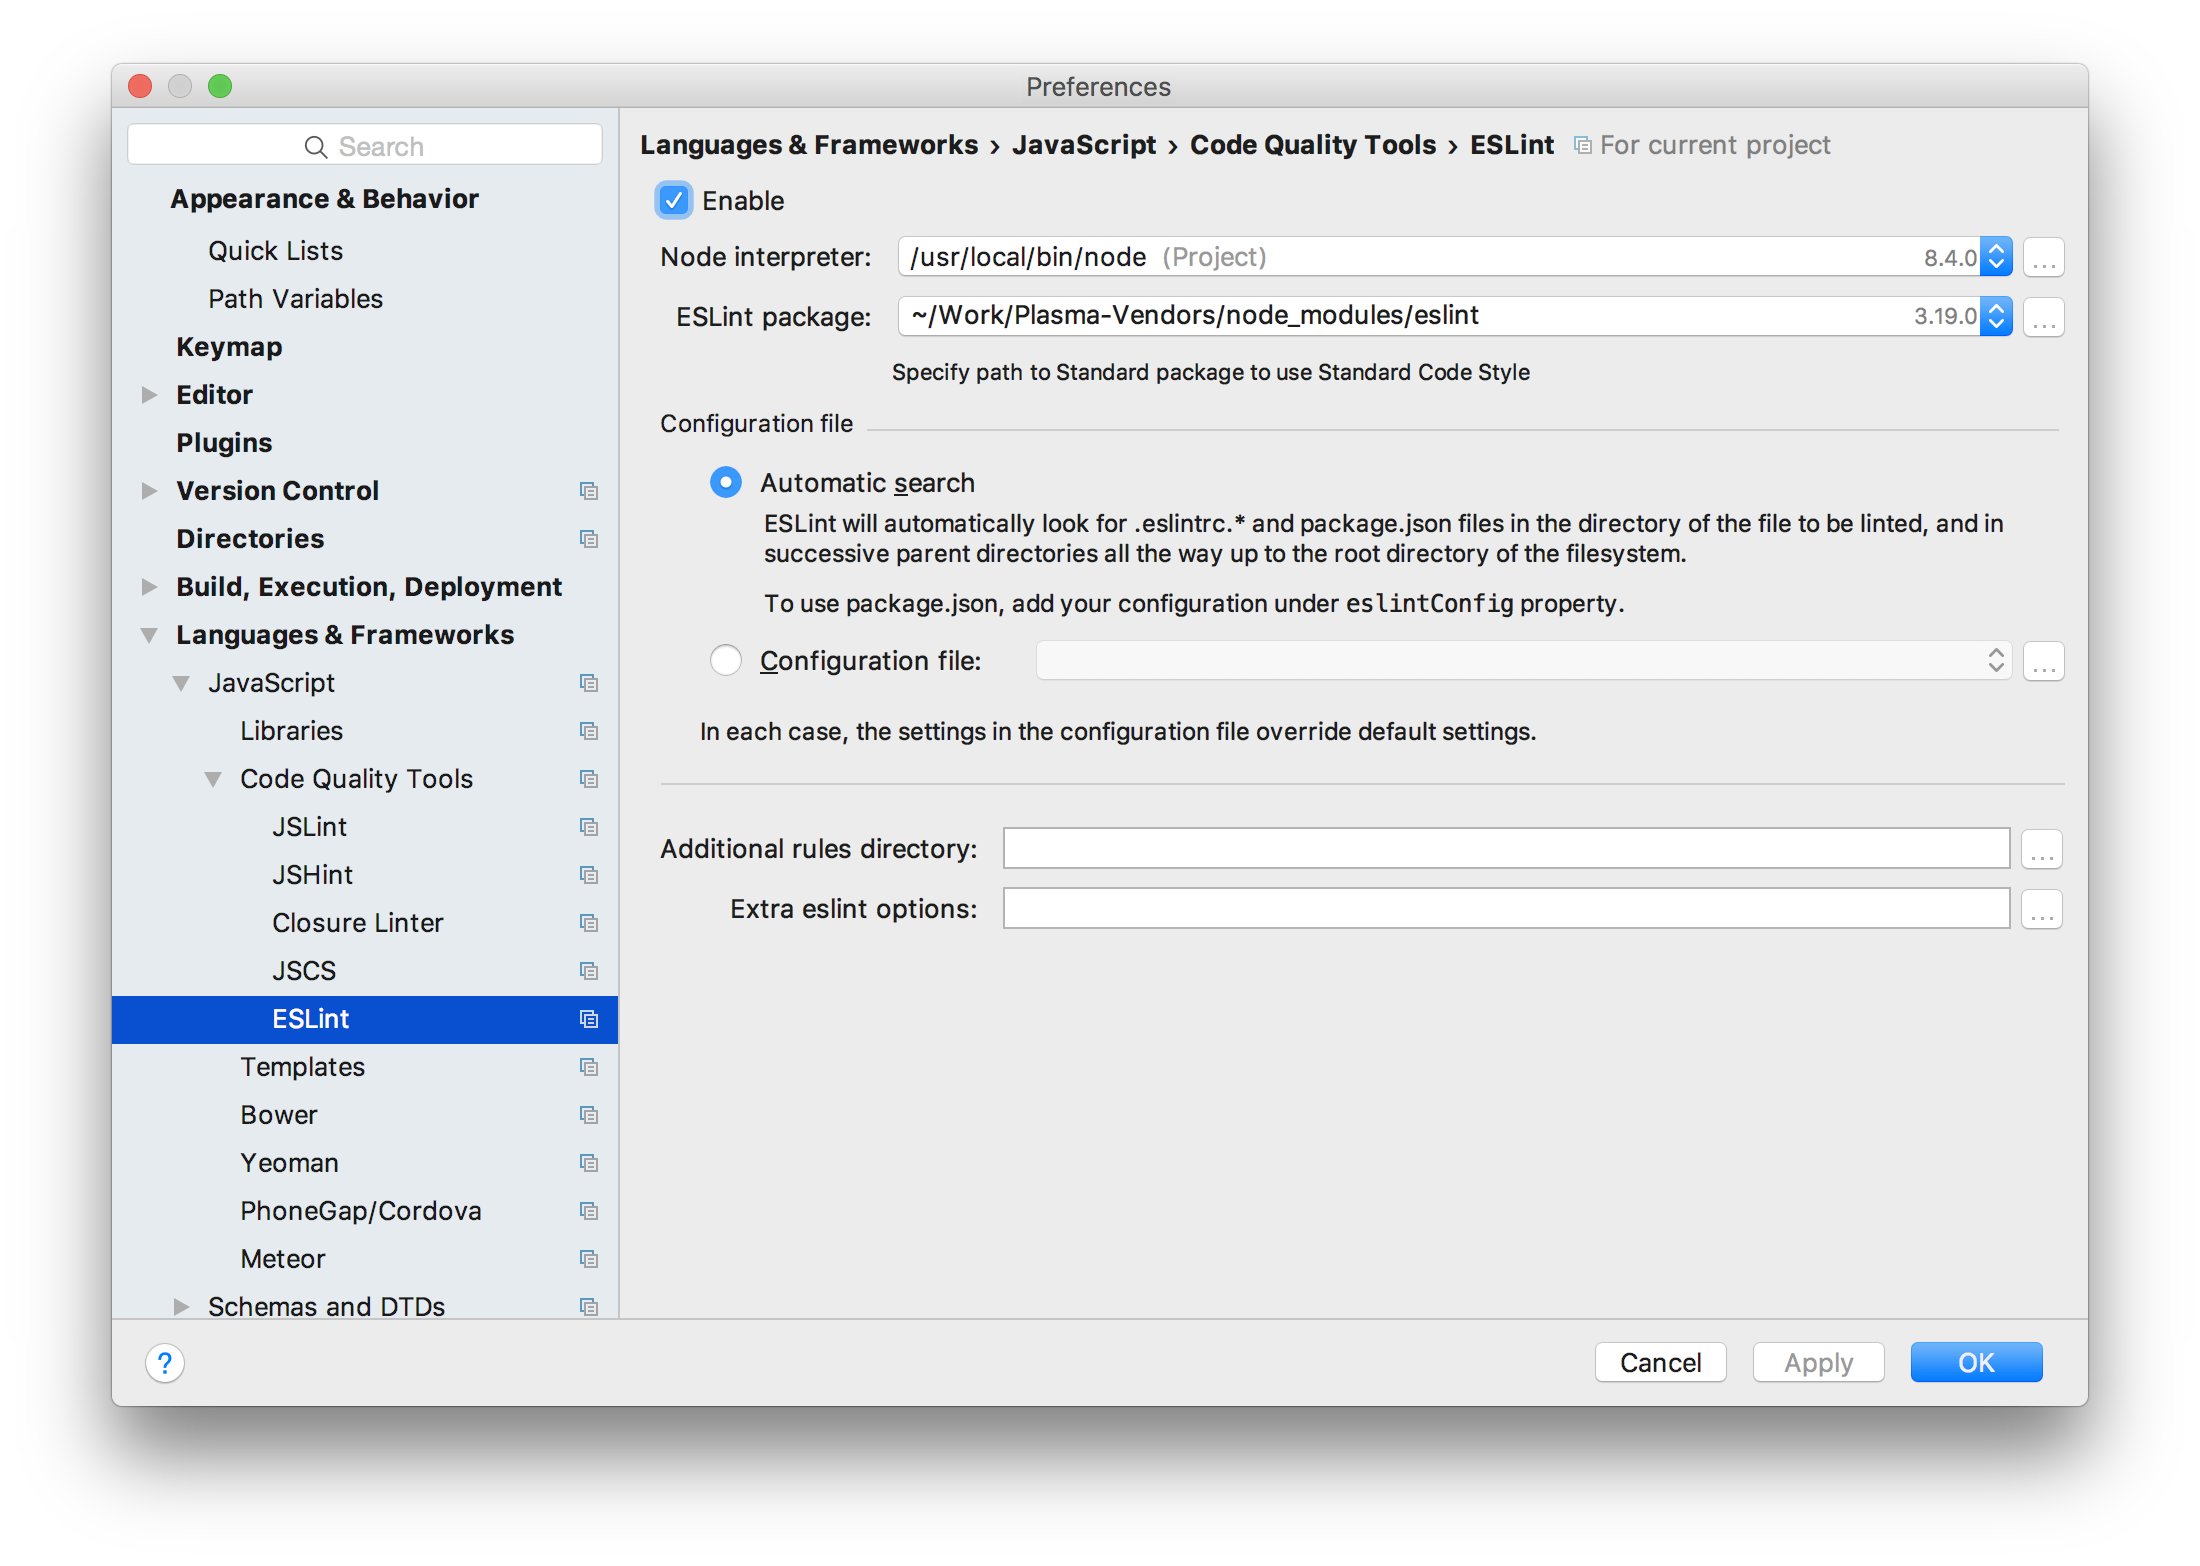 Preferences
Search
Appearance & Behavior
Quick Lists
Path Variables
Keymap
Editor
Plugins
Version Control
Directories
Build, Execution, Deployment
Languages & Frameworks
JavaScript
Libraries
Code Quality Tools
JSLint
JSHint
Closure Linter
JSCS
ESLint
Templates
Bower
Yeoman
PhoneGap/Cordova
Meteor
Schemas and DTDs
Languages & Frameworks › JavaScript › Code Quality Tools › ESLint For current project
Enable
Node interpreter: /usr/local/bin/node (Project) 8.4.0 ...
ESLint package: ~/Work/Plasma-Vendors/node_modules/eslint 3.19.0 ...
Specify path to Standard package to use Standard Code Style
Configuration file
Automatic search
ESLint will automatically look for .eslintrc.* and package.json files in the directory of the file to be linted, and in
successive parent directories all the way up to the root directory of the filesystem.
To use package.json, add your configuration under eslintConfig property.
Configuration file: ...
In each case, the settings in the configuration file override default settings.
Additional rules directory: ...
Extra eslint options: ...
? Cancel Apply OK